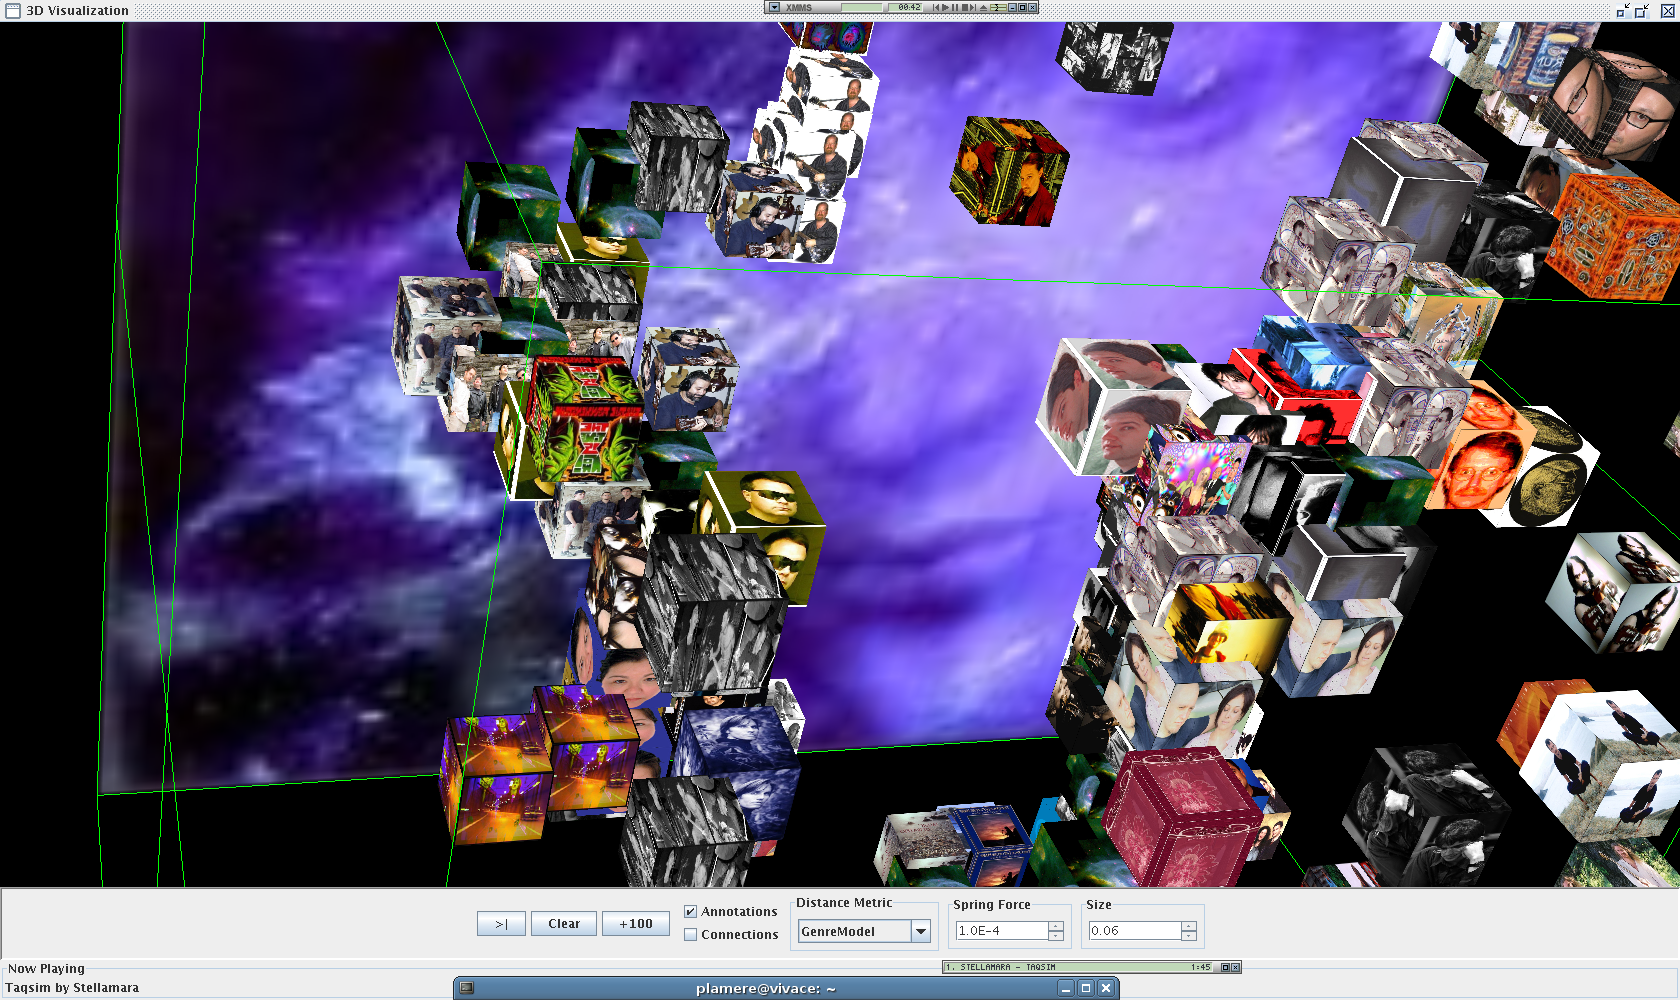 3D Visualization
XMMS
00:42
>|
Clear
+100
Annotations
Connections
Distance Metric
GenreModel
Spring Force
1.0E-4
Size
0.06
Now Playing
Taqsim by Stellamara
1. STELLAMARA - TAQSIM
1:45
plamere@vivace: ~